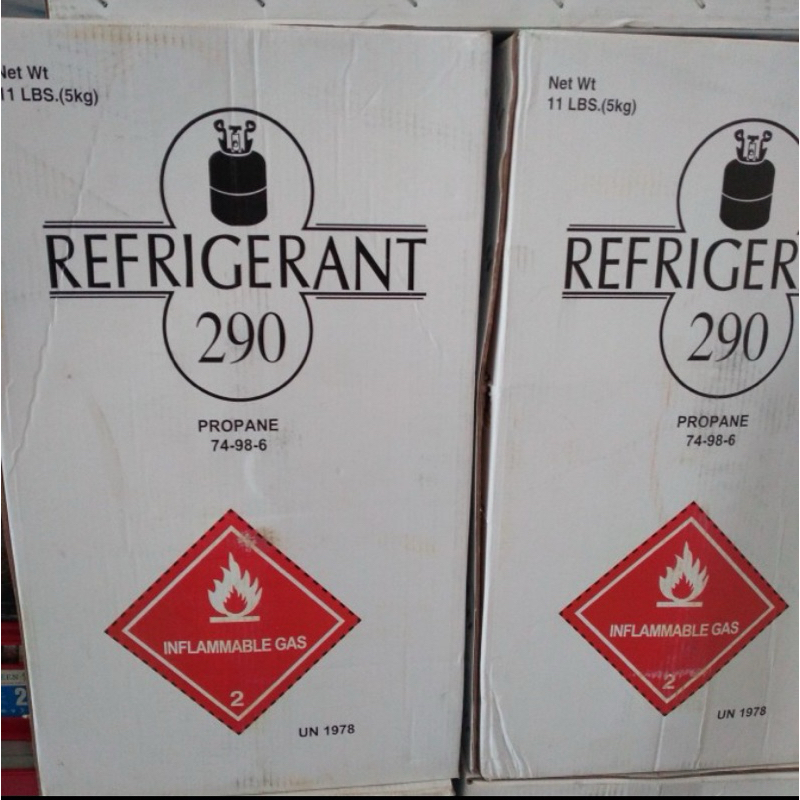 Net Wt
11 LBS.(5kg)
REFRIGERANT
290
PROPANE
74-98-6
INFLAMMABLE GAS
2
UN 1978
Net Wt
11 LBS.(5kg)
REFRIGER
290
PROPANE
74-98-6
INFLAMMABLE GAS
2
UN 1978
2